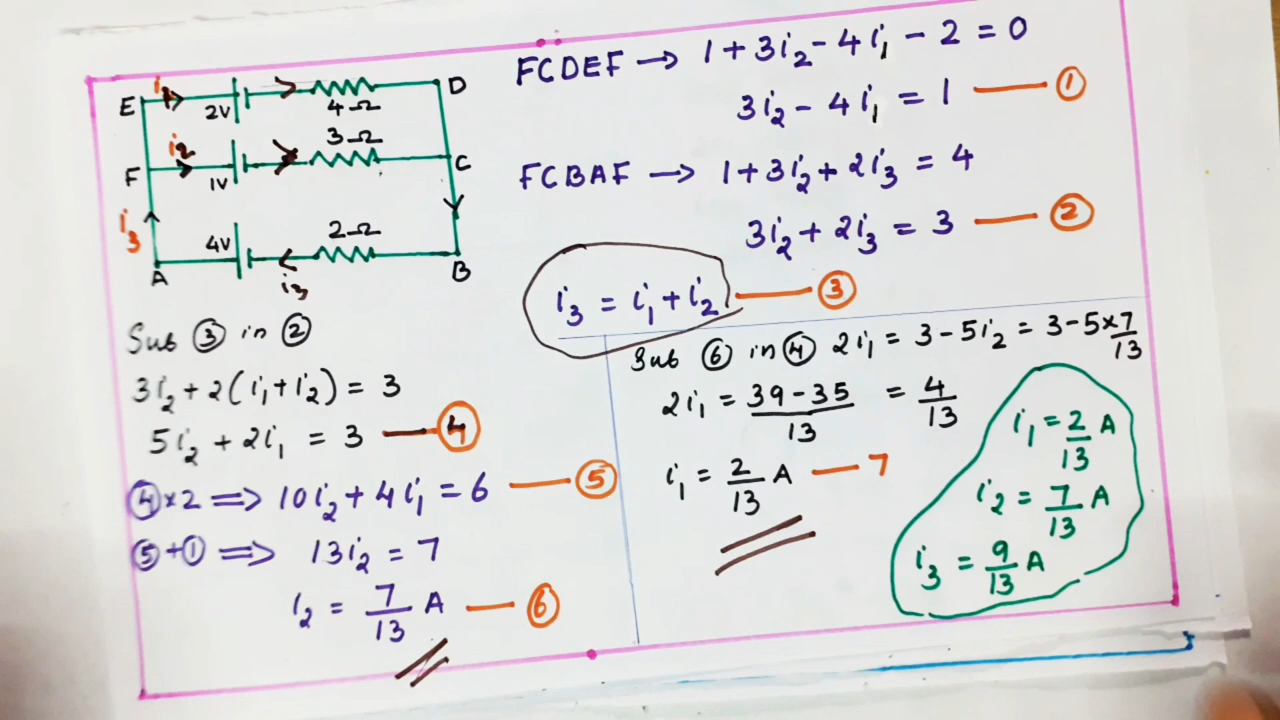 E i₁ 2V 4Ω D
F i₂ 1V 3Ω C
i₃
A 4V 2Ω B
i₃
FCDEF → 1 + 3i₂ - 4i₁ - 2 = 0
3i₂ - 4i₁ = 1 — ①
FCBAF → 1 + 3i₂ + 2i₃ = 4
3i₂ + 2i₃ = 3 — ②
i₃ = i₁ + i₂ — ③
Sub ③ in ②
3i₂ + 2(i₁ + i₂) = 3
5i₂ + 2i₁ = 3 — ④
④×2 ⟹ 10i₂ + 4i₁ = 6 — ⑤
⑤+① ⟹ 13i₂ = 7
i₂ = 7/13 A — ⑥
Sub ⑥ in ④ 2i₁ = 3 - 5i₂ = 3 - 5×7/13
2i₁ = (39 - 35)/13 = 4/13
i₁ = 2/13 A — 7
i₁ = 2/13 A
i₂ = 7/13 A
i₃ = 9/13 A